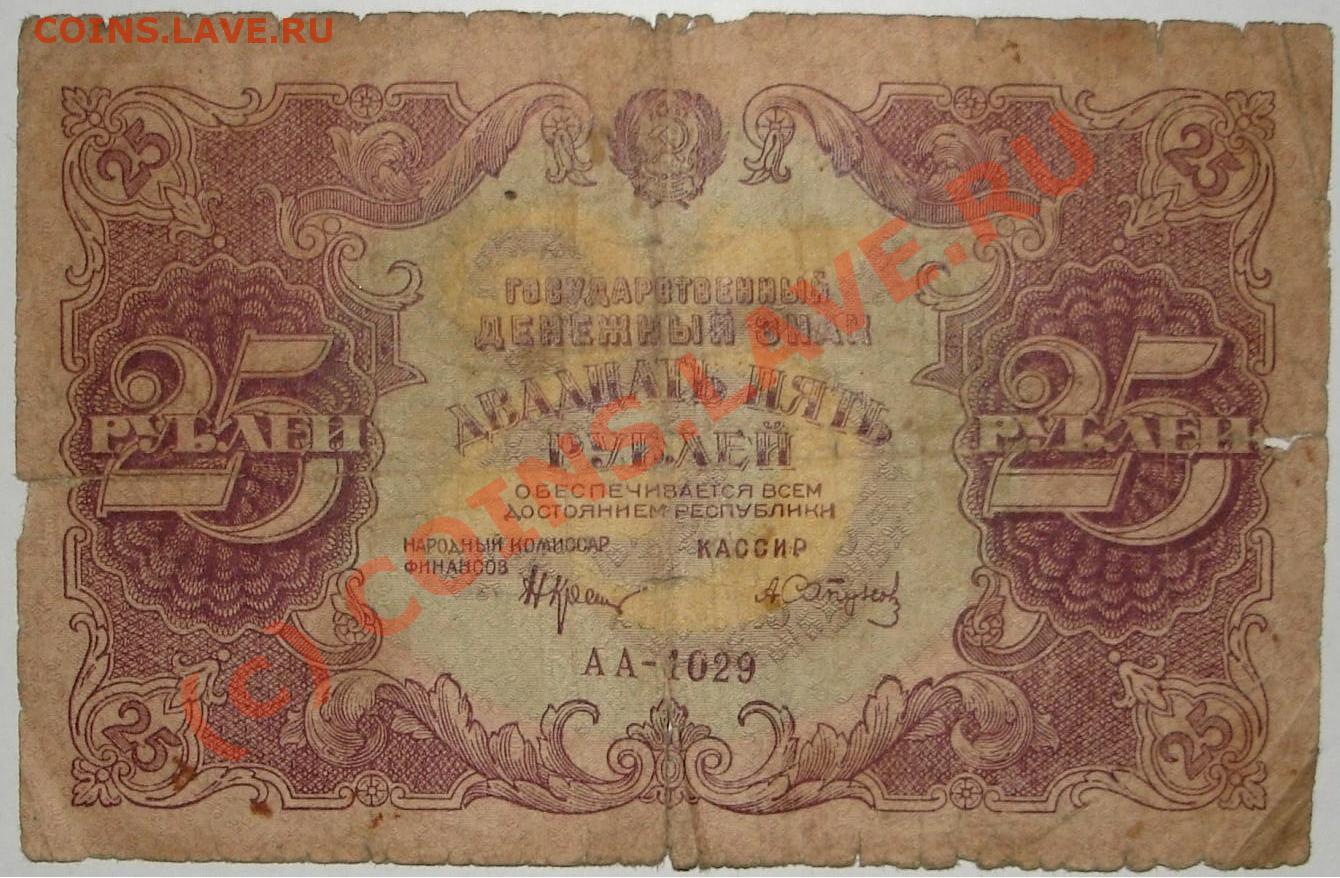 COINS.LAVE.RU
25
25
ГОСУДАРСТВЕННЫЙ
ДЕНЕЖНЫЙ ЗНАК
ДВАДЦАТЬ ПЯТЬ
РУБЛЕЙ
25
РУБЛЕЙ
25
РУБЛЕЙ
ОБЕСПЕЧИВАЕТСЯ ВСЕМ
ДОСТОЯНИЕМ РЕСПУБЛИКИ
НАРОДНЫЙ КОМИССАР
ФИНАНСОВ
КАССИР
АА-1029
25
25
(c) COINS.LAVE.RU